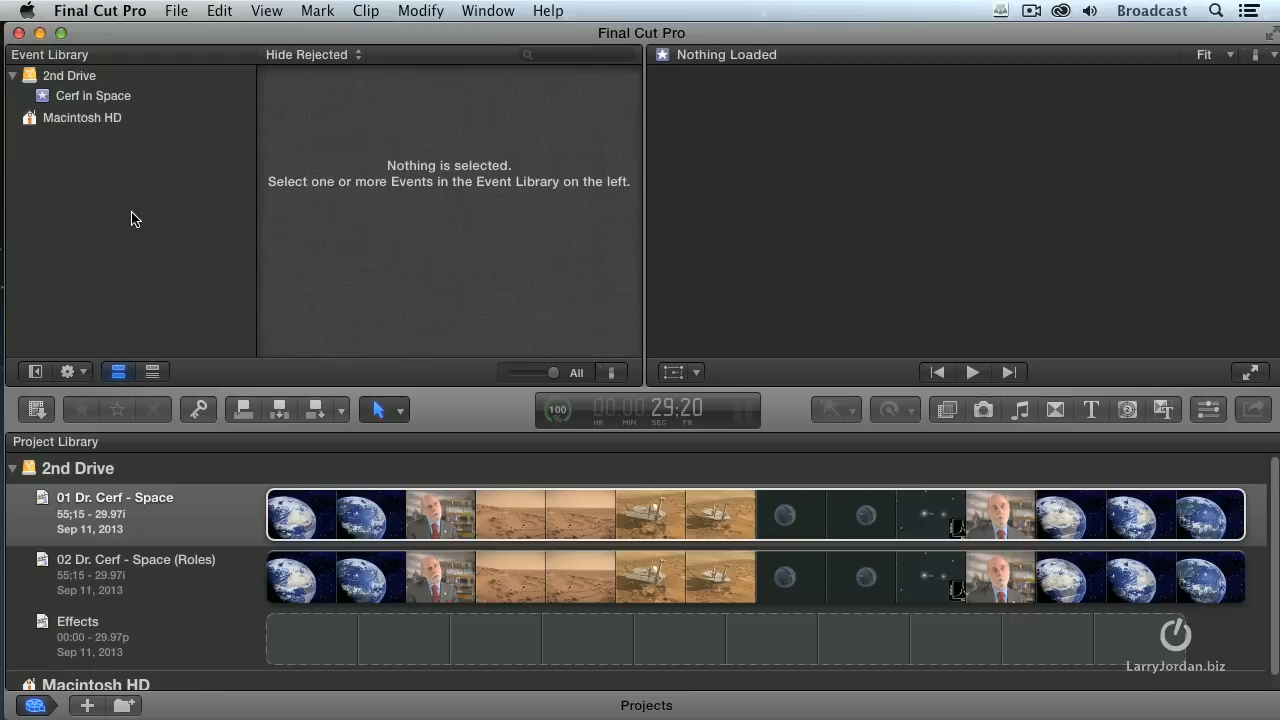 Final Cut Pro File Edit View Mark Clip Modify Window Help Broadcast
Final Cut Pro
Event Library Hide Rejected
Nothing Loaded Fit
2nd Drive
Cerf in Space
Macintosh HD
Nothing is selected.
Select one or more Events in the Event Library on the left.
All
100
%
00:00:29:20
HR MIN SEC FR
Project Library
2nd Drive
01 Dr. Cerf - Space
55;15 - 29.97i
Sep 11, 2013
02 Dr. Cerf - Space (Roles)
55;15 - 29.97i
Sep 11, 2013
Effects
00:00 - 29.97p
Sep 11, 2013
LarryJordan.biz
Macintosh HD
Projects